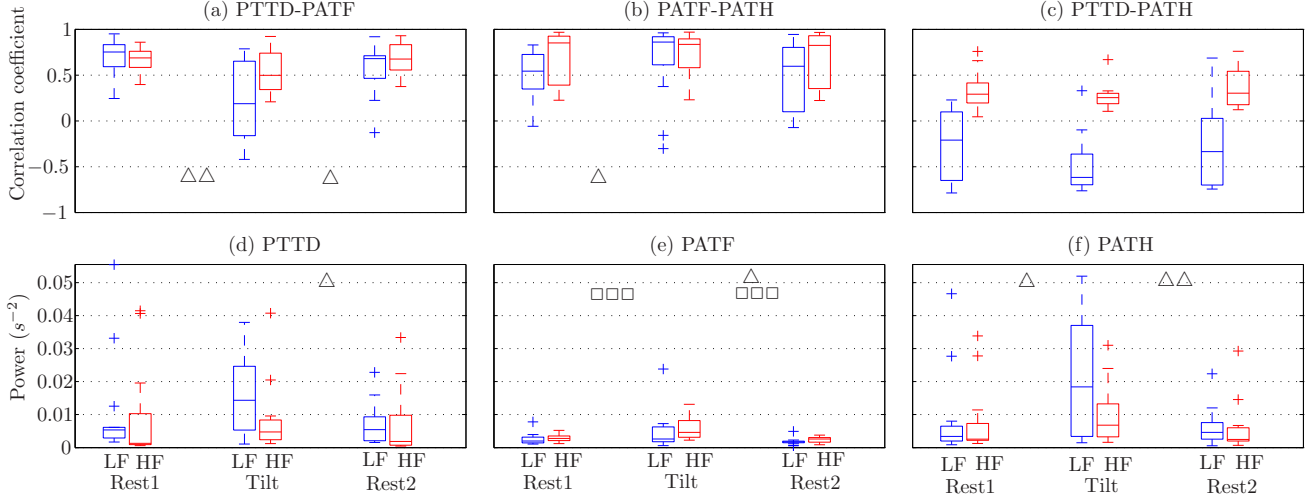 (a) PTTD-PATF
(b) PATF-PATH
(c) PTTD-PATH
Correlation coefficient
1
0.5
0
−0.5
−1
(d) PTTD
(e) PATF
(f) PATH
Power (s⁻²)
0.05
0.04
0.03
0.02
0.01
0
LF HF LF HF LF HF
Rest1 Tilt Rest2
LF HF LF HF LF HF
Rest1 Tilt Rest2
LF HF LF HF LF HF
Rest1 Tilt Rest2